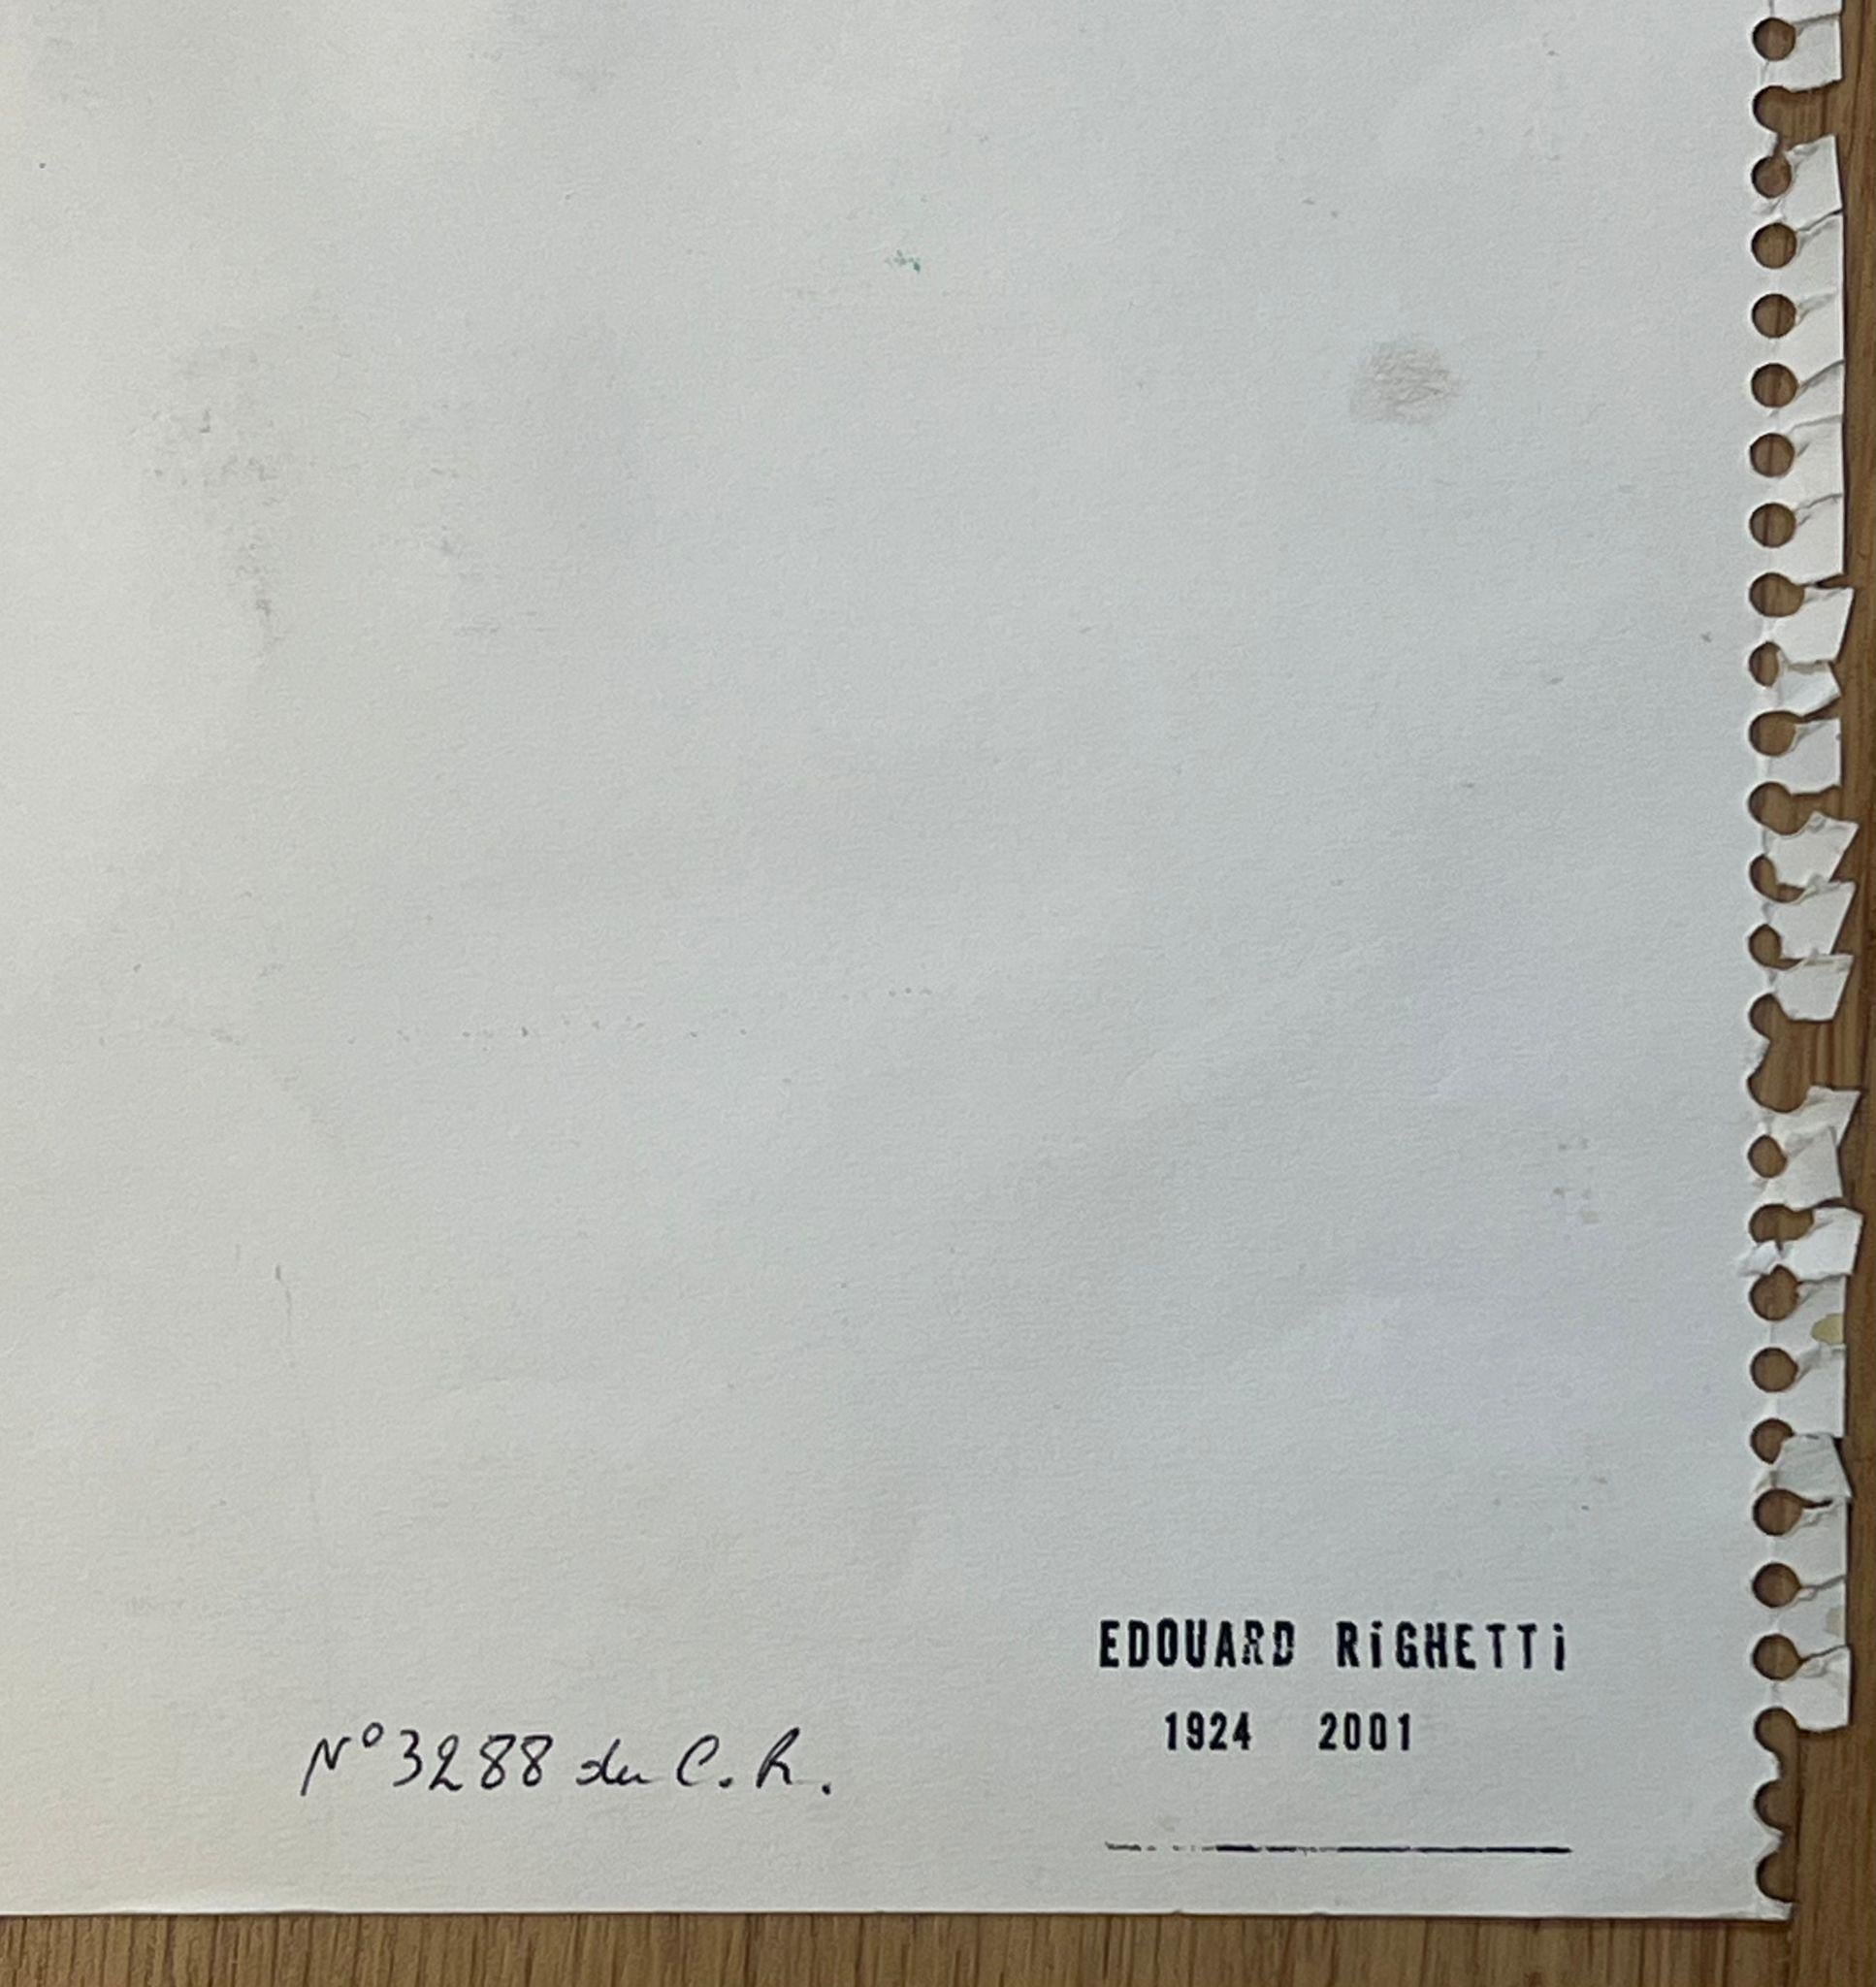 EDOUARD RiGHETTi
1924 2001
N° 3288 du C. R.